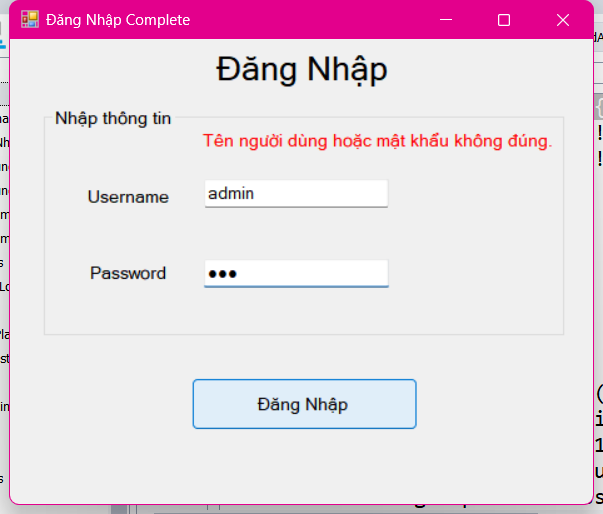 Đăng Nhập Complete
Đăng Nhập
Nhập thông tin
Tên người dùng hoặc mật khẩu không đúng.
Username
admin
Password
Đăng Nhập